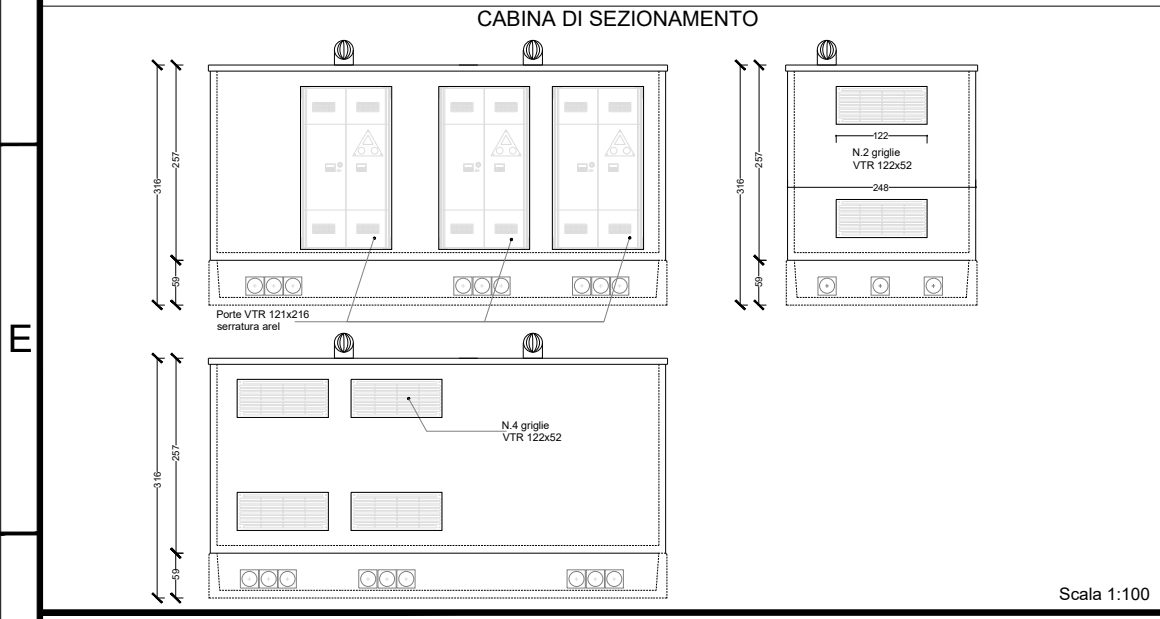 CABINA DI SEZIONAMENTO
316
257
59
Porte VTR 121x216
serratura arel
316
257
59
122
N.2 griglie
VTR 122x52
248
E
316
257
59
N.4 griglie
VTR 122x52
Scala 1:100